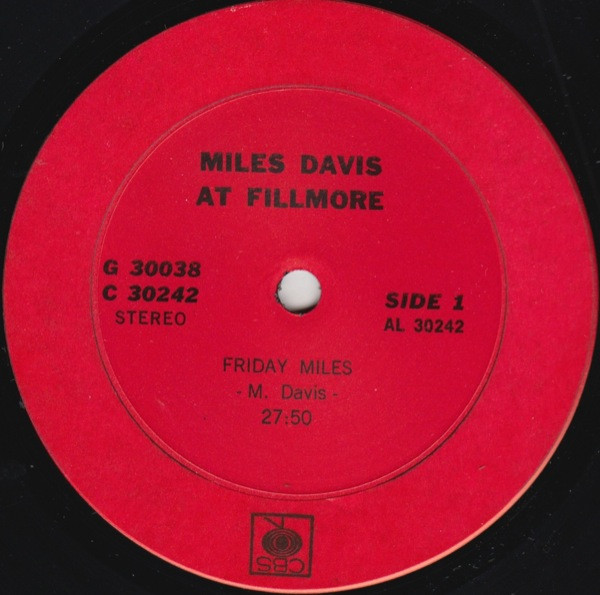 MILES DAVIS
AT FILLMORE
G 30038
C 30242
STEREO
SIDE 1
AL 30242
FRIDAY MILES
- M. Davis -
27:50
CBS